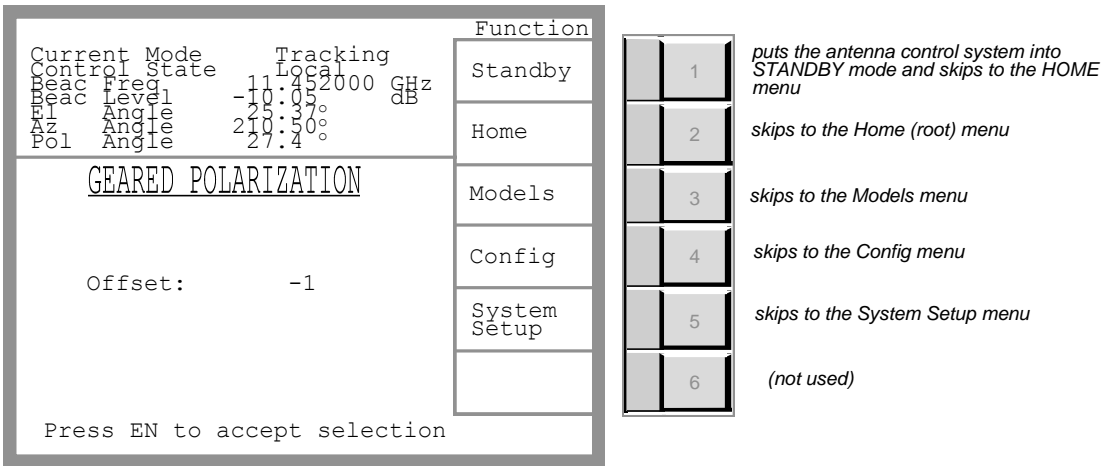 Function
Current Mode Tracking
Control State Local
Beac Freq 11.452000 GHz
Beac Level -10.05 dB
El Angle 25.37°
Az Angle 210.50°
Pol Angle 27.4 °
GEARED POLARIZATION
Offset: -1
Press EN to accept selection
Standby
Home
Models
Config
System
Setup
1
puts the antenna control system into
STANDBY mode and skips to the HOME
menu
2
skips to the Home (root) menu
3
skips to the Models menu
4
skips to the Config menu
5
skips to the System Setup menu
6
(not used)